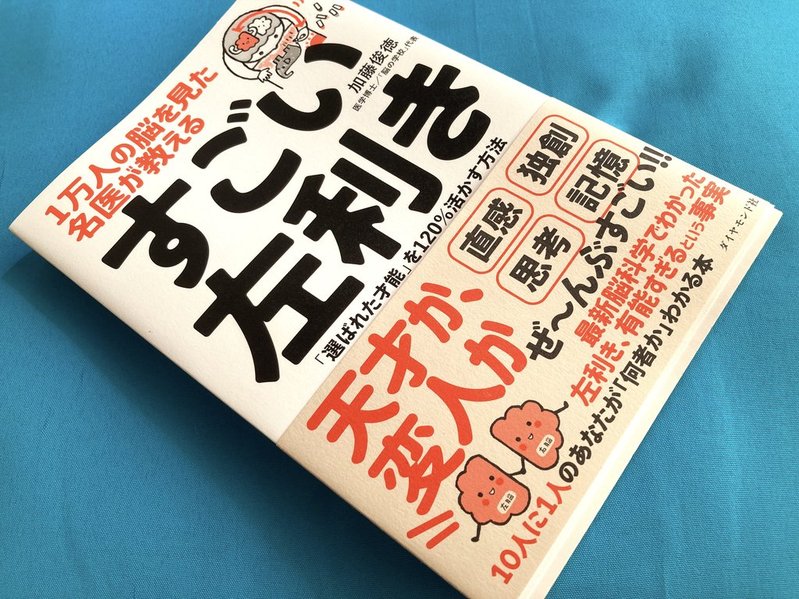 1万人の脳を見た
名医が教える
すごい
左利き
加藤俊徳
医学博士/「脳の学校」代表
「選ばれた才能」を120%活かす方法
直感
独創
思考
記憶
ぜ〜んぶすごい!!
天才か、
変人か
最新脳科学でわかった
左利き、有能すぎるという事実
10人に1人のあなたが「何者か」わかる本
左脳
右脳
ダイヤモンド社